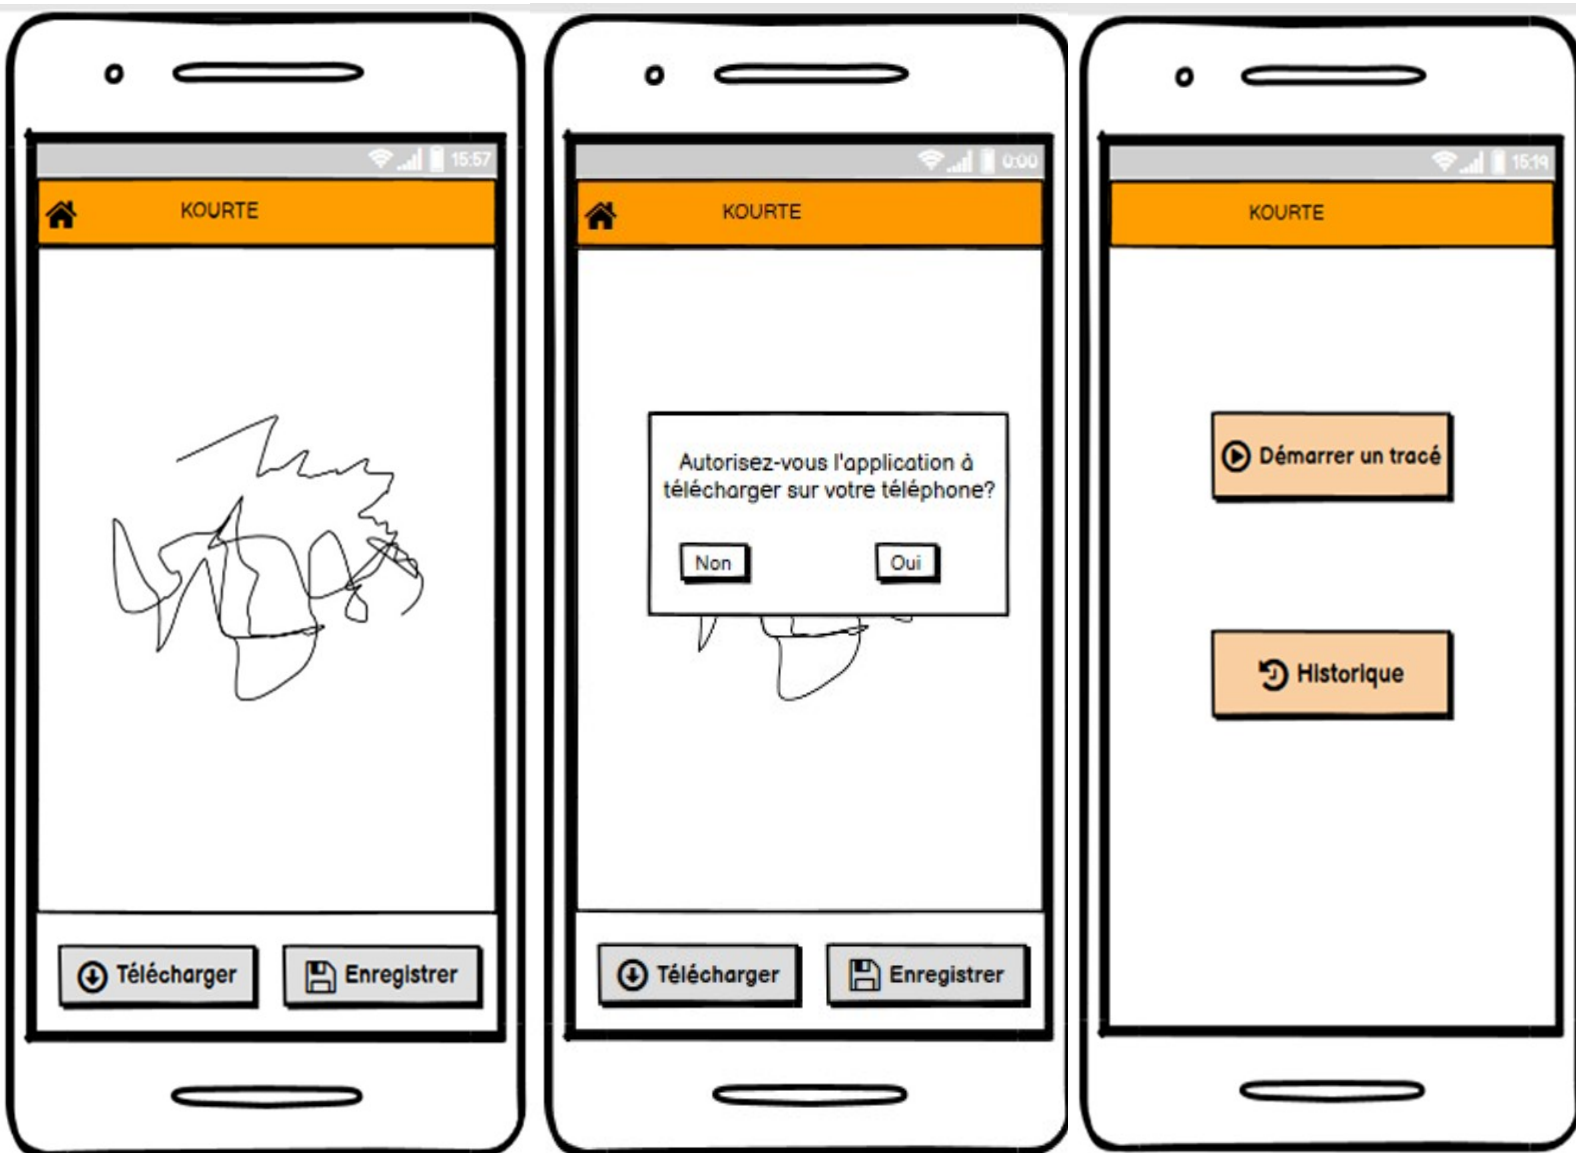 15:57
KOURTE
Télécharger
Enregistrer
0:00
KOURTE
Autorisez-vous l'application à
télécharger sur votre téléphone?
Non
Oui
Télécharger
Enregistrer
15:19
KOURTE
Démarrer un tracé
Historique